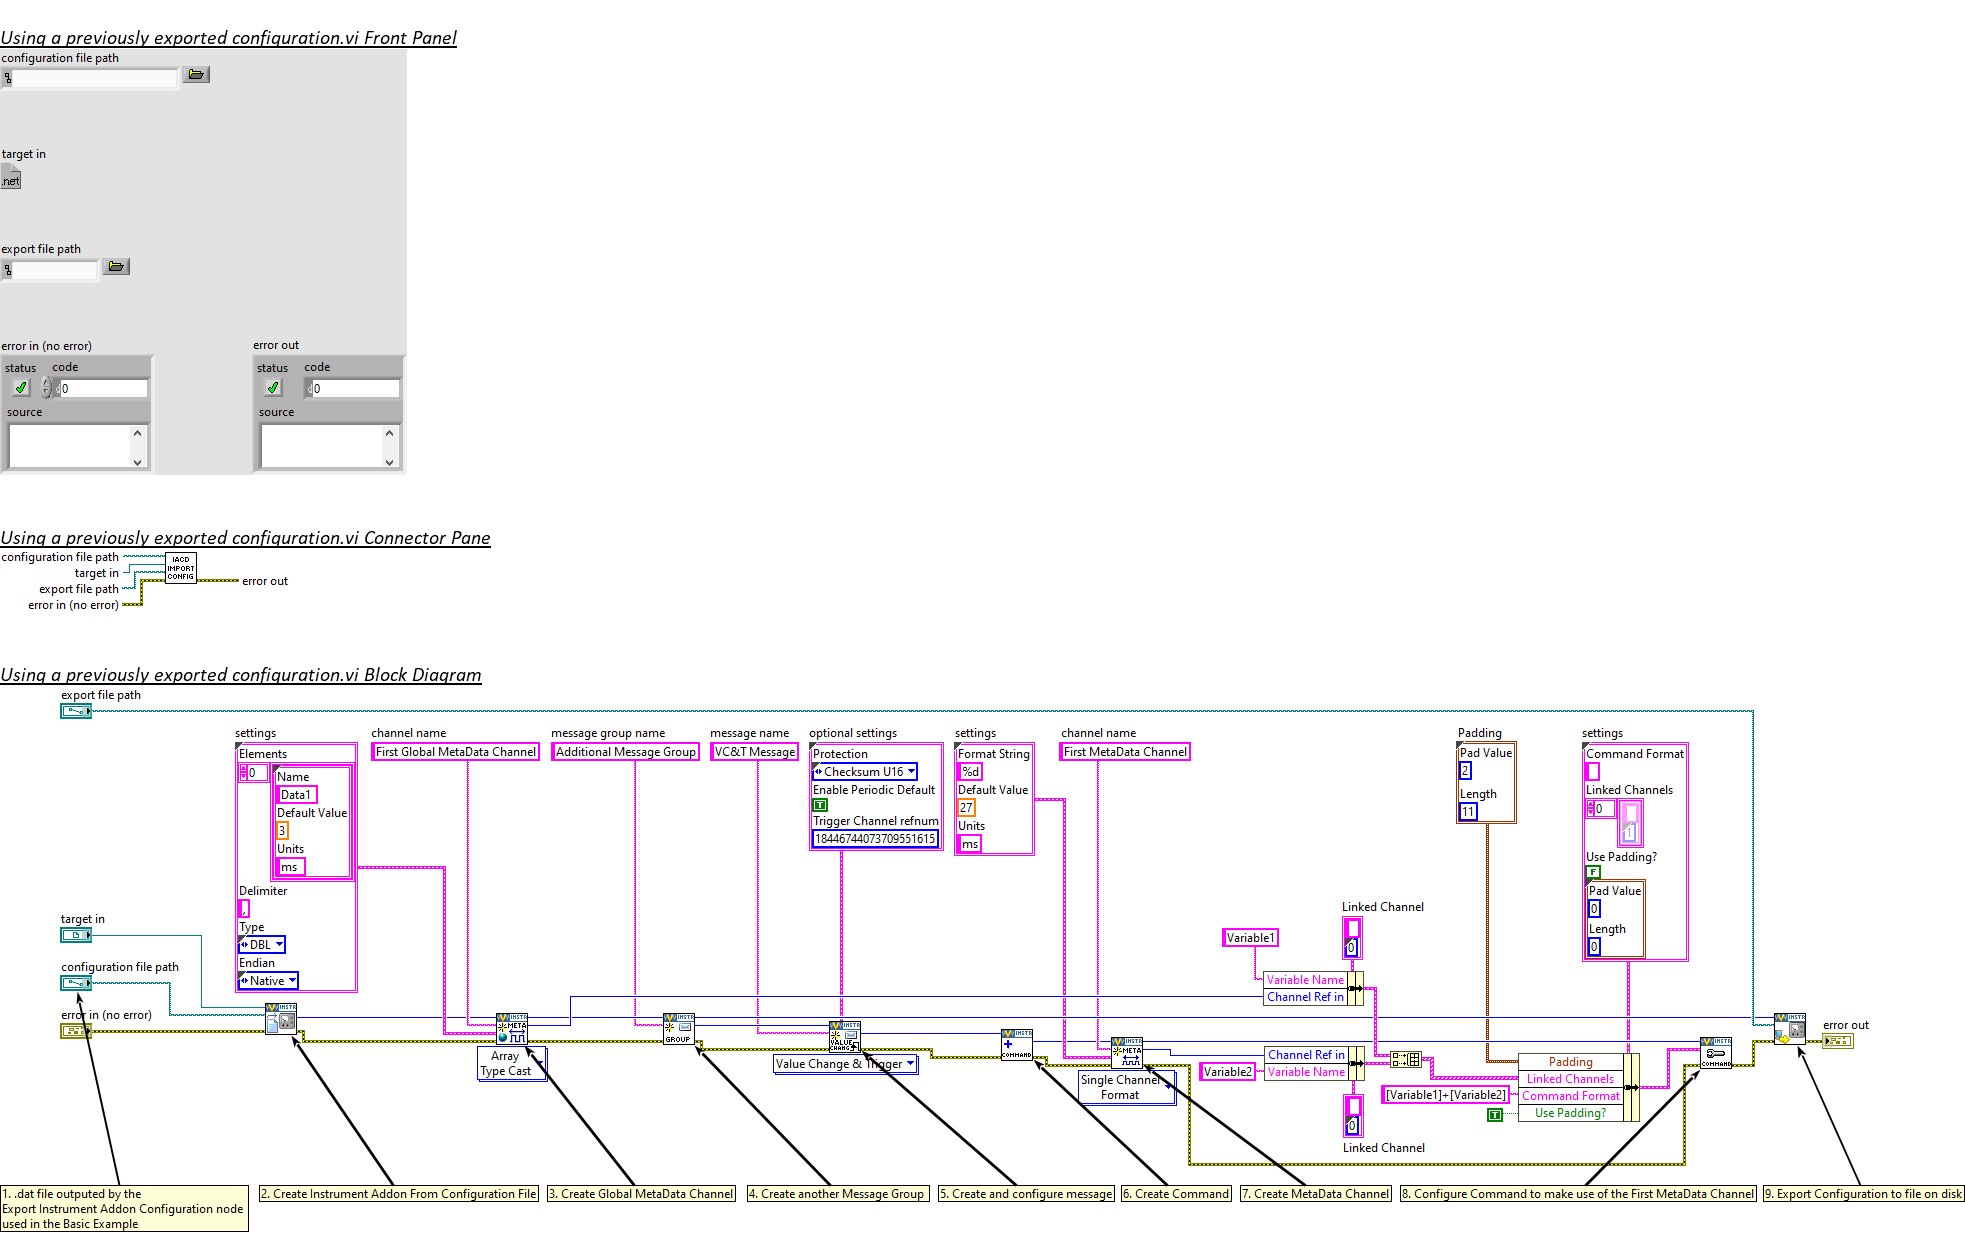 Using a previously exported configuration.vi Front Panel
configuration file path
target in
.net
export file path
error in (no error)
error out
status code
0
source
status code
0
source
Using a previously exported configuration.vi Connector Pane
configuration file path
target in
export file path
error in (no error)
IACD
IMPORT
CONFIG
error out
Using a previously exported configuration.vi Block Diagram
export file path
settings
Elements
0
Name
Data1
Default Value
3
Units
ms
Delimiter
,
Type
DBL
Endian
Native
channel name
First Global MetaData Channel
message group name
Additional Message Group
message name
VC&T Message
optional settings
Protection
Checksum U16
Enable Periodic Default
T
Trigger Channel refnum
18446744073709551615
settings
Format String
%d
Default Value
27
Units
ms
channel name
First MetaData Channel
Padding
Pad Value
2
Length
11
settings
Command Format
Linked Channels
0
1
Use Padding?
F
Pad Value
0
Length
0
target in
configuration file path
error in (no error)
INSTR
INSTR
META
Array
Type Cast
INSTR
GROUP
INSTR
VALUE
CHANG
Value Change & Trigger
INSTR
COMMAND
INSTR
META
Single Channel
Format
Linked Channel
0
Variable1
Variable Name
Channel Ref in
Channel Ref in
Variable Name
Variable2
0
Linked Channel
[Variable1]+[Variable2]
T
Padding
Linked Channels
Command Format
Use Padding?
INSTR
COMMAND
INSTR
error out
1. .dat file outputed by the
Export Instrument Addon Configuration node
used in the Basic Example
2. Create Instrument Addon From Configuration File
3. Create Global MetaData Channel
4. Create another Message Group
5. Create and configure message
6. Create Command
7. Create MetaData Channel
8. Configure Command to make use of the First MetaData Channel
9. Export Configuration to file on disk